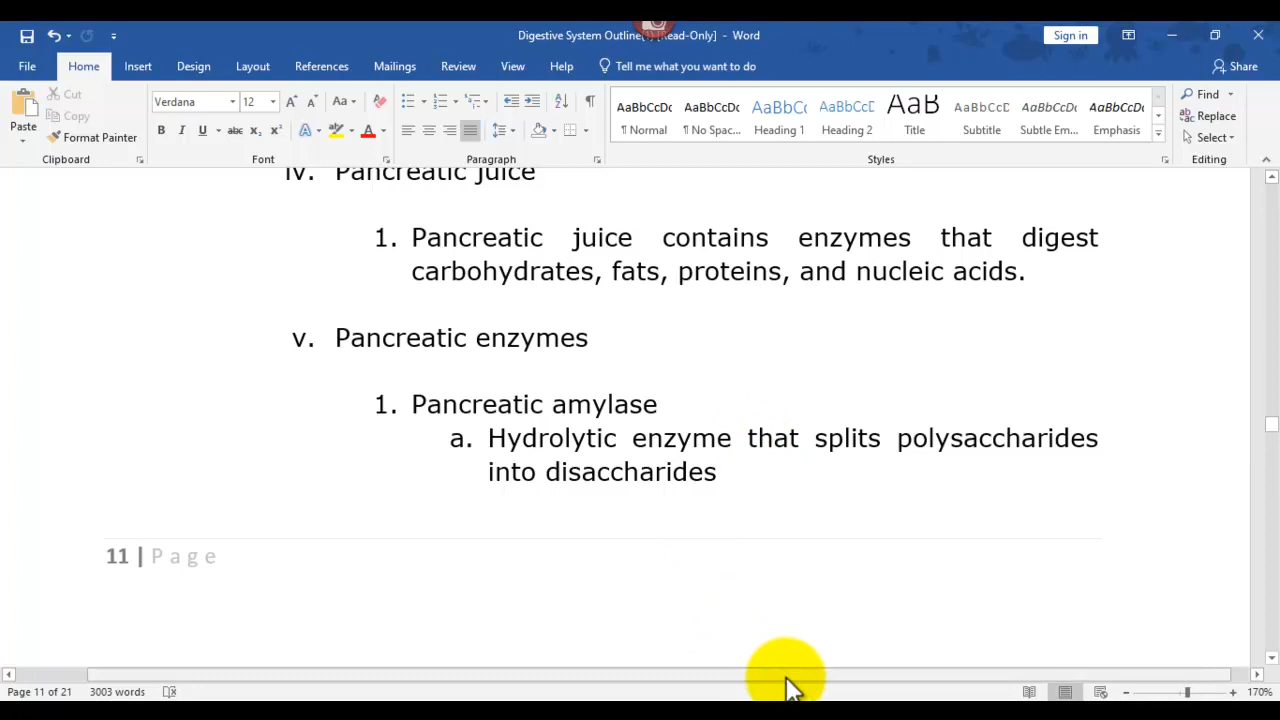 Digestive System Outline(1) [Read-Only] - Word
Sign in
File Home Insert Design Layout References Mailings Review View Help Tell me what you want to do Share
Paste
Cut
Copy
Format Painter
Verdana 12
AaBbCcDc AaBbCcDc AaBbCc AaBbCcD AaB AaBbCcD AaBbCcDc AaBbCcDc
¶ Normal ¶ No Spac... Heading 1 Heading 2 Title Subtitle Subtle Em... Emphasis
Find
Replace
Select
Clipboard Font Paragraph Styles Editing
iv. Pancreatic juice
1. Pancreatic juice contains enzymes that digest
carbohydrates, fats, proteins, and nucleic acids.
v. Pancreatic enzymes
1. Pancreatic amylase
a. Hydrolytic enzyme that splits polysaccharides
into disaccharides
11 | Page
Page 11 of 21 3003 words 170%